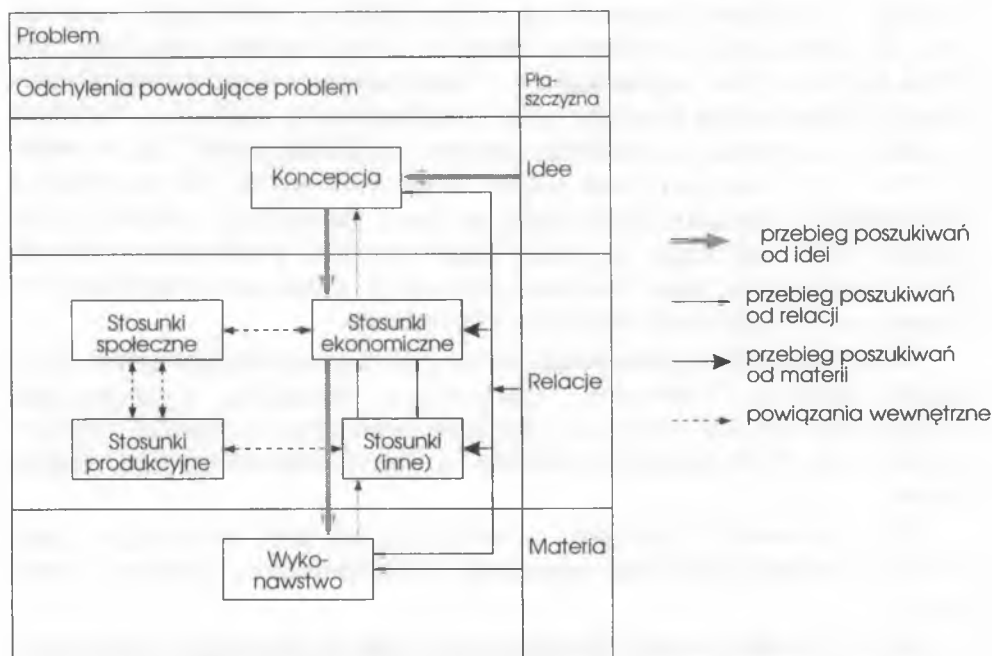 Problem
Odchylenia powodujące problem
Pła-
szczyzna
Koncepcja
Idee
Stosunki
społeczne
Stosunki
ekonomiczne
Relacje
Stosunki
produkcyjne
Stosunki
(inne)
Wyko-
nawstwo
Materia
przebieg poszukiwań
od idei
przebieg poszukiwań
od relacji
przebieg poszukiwań
od materii
powiązania wewnętrzne